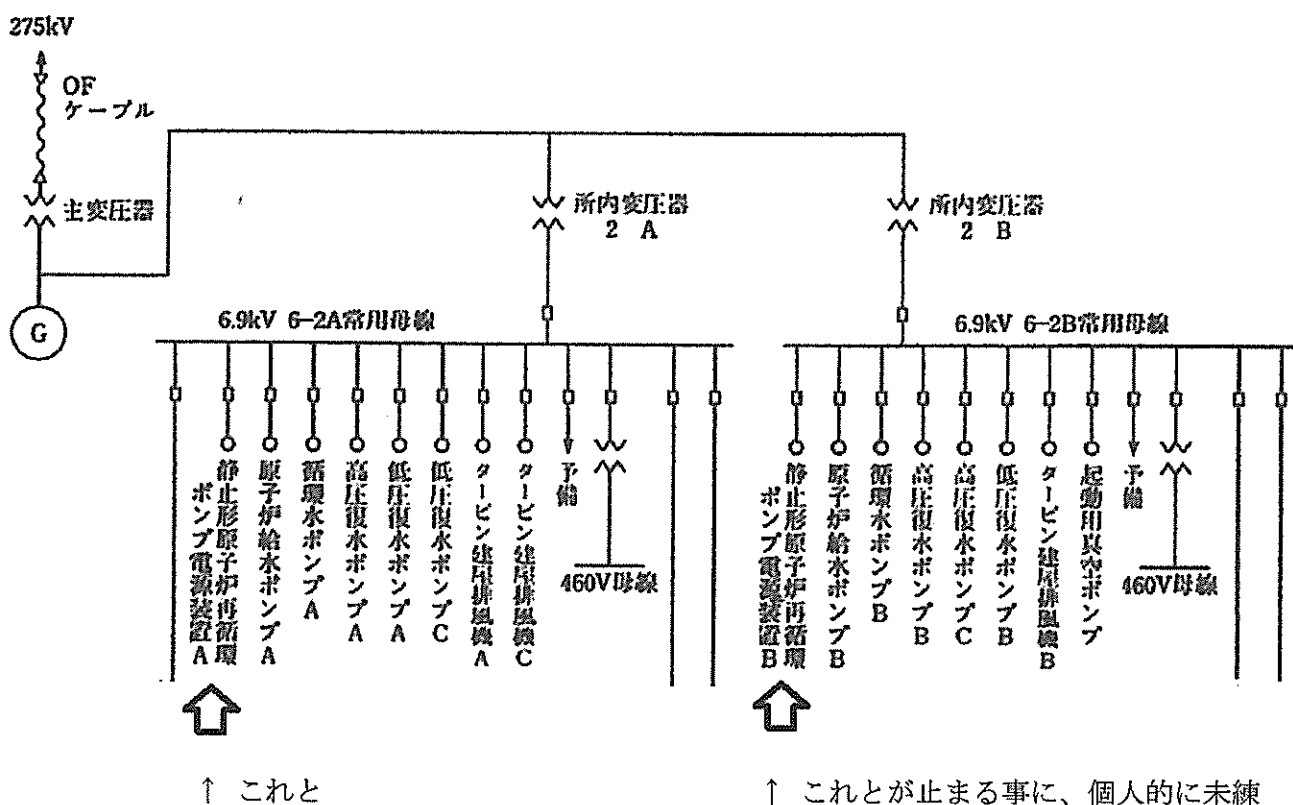 275kV
OF
ケーブル
主変圧器
G
所内変圧器
2 A
所内変圧器
2 B
6.9kV 6-2A常用母線
6.9kV 6-2B常用母線
静止形原子炉再循環
ポンプ電源装置A
原子炉給水ポンプA
循環水ポンプA
高圧復水ポンプA
低圧復水ポンプA
低圧復水ポンプC
タービン建屋排風機A
タービン建屋排風機C
予備
460V母線
静止形原子炉再循環
ポンプ電源装置B
原子炉給水ポンプB
循環水ポンプB
高圧復水ポンプB
高圧復水ポンプC
低圧復水ポンプB
タービン建屋排風機B
起動用真空ポンプ
予備
460V母線
↑ これと
↑ これとが止まる事に、個人的に未練